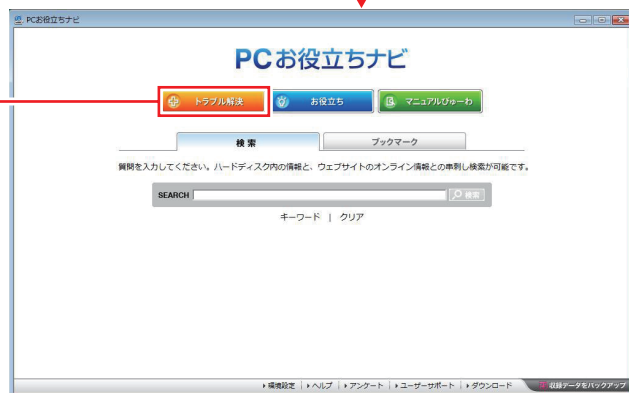 PCお役立ちナビ
PCお役立ちナビ
トラブル解決 お役立ち マニュアルびゅーわ
検索 ブックマーク
質問を入力してください。ハードディスク内の情報と、ウェブサイトのオンライン情報との串刺し検索が可能です。
SEARCH 検索
キーワード | クリア
環境設定 | ヘルプ | アンケート | ユーザーサポート | ダウンロード 収録データをバックアップ